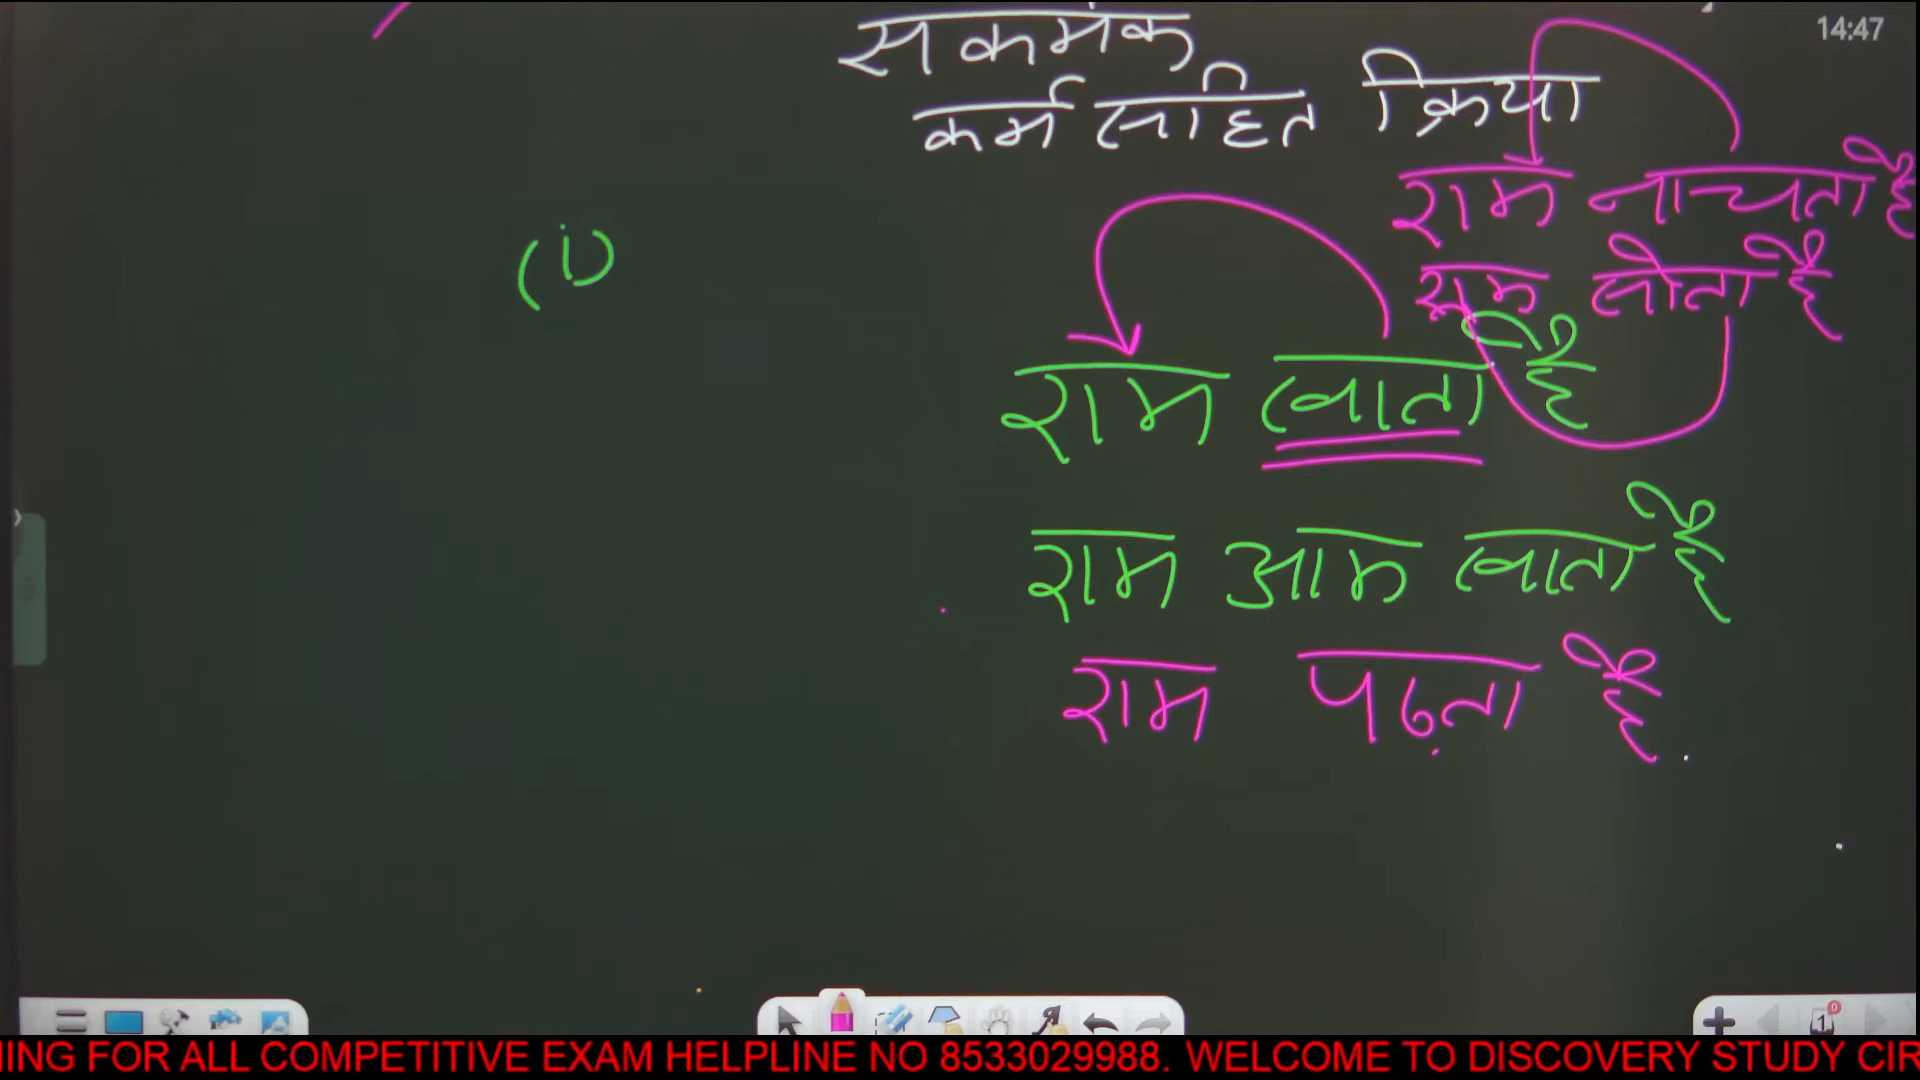 14:47
सकर्मक
कर्म सहित क्रिया
राम नाचता है
राम सोता है
(i)
राम खाता है
राम आम खाता है
राम पढ़ता है
NING FOR ALL COMPETITIVE EXAM HELPLINE NO 8533029988. WELCOME TO DISCOVERY STUDY CIR